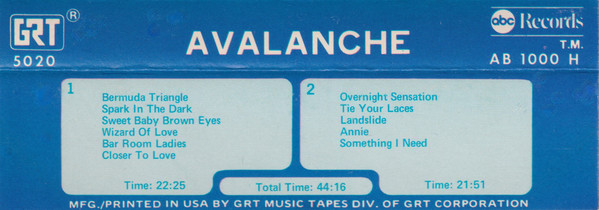 GRT®
5020
AVALANCHE
abc Records
T.M.
AB 1000 H
1
Bermuda Triangle
Spark In The Dark
Sweet Baby Brown Eyes
Wizard Of Love
Bar Room Ladies
Closer To Love
Time: 22:25
2
Overnight Sensation
Tie Your Laces
Landslide
Annie
Something I Need
Time: 21:51
Total Time: 44:16
MFG./PRINTED IN USA BY GRT MUSIC TAPES DIV. OF GRT CORPORATION